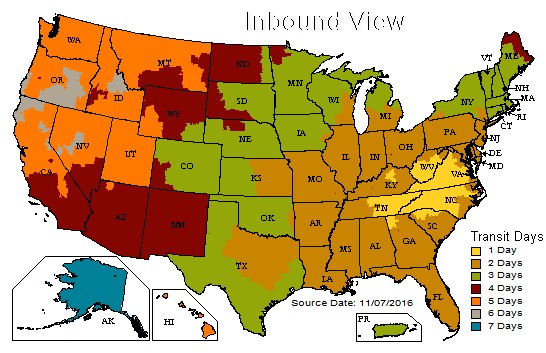 Inbound View
WA
OR
CA
NV
ID
MT
WY
UT
AZ
NM
CO
ND
SD
NE
KS
OK
TX
MN
IA
MO
AR
LA
WI
IL
IN
MI
OH
KY
TN
MS
AL
GA
FL
SC
NC
VA
WV
PA
NY
VT
ME
NH
MA
RI
CT
NJ
DE
MD
AK
HI
PR
Source Date: 11/07/2016
Transit Days
1 Day
2 Days
3 Days
4 Days
5 Days
6 Days
7 Days